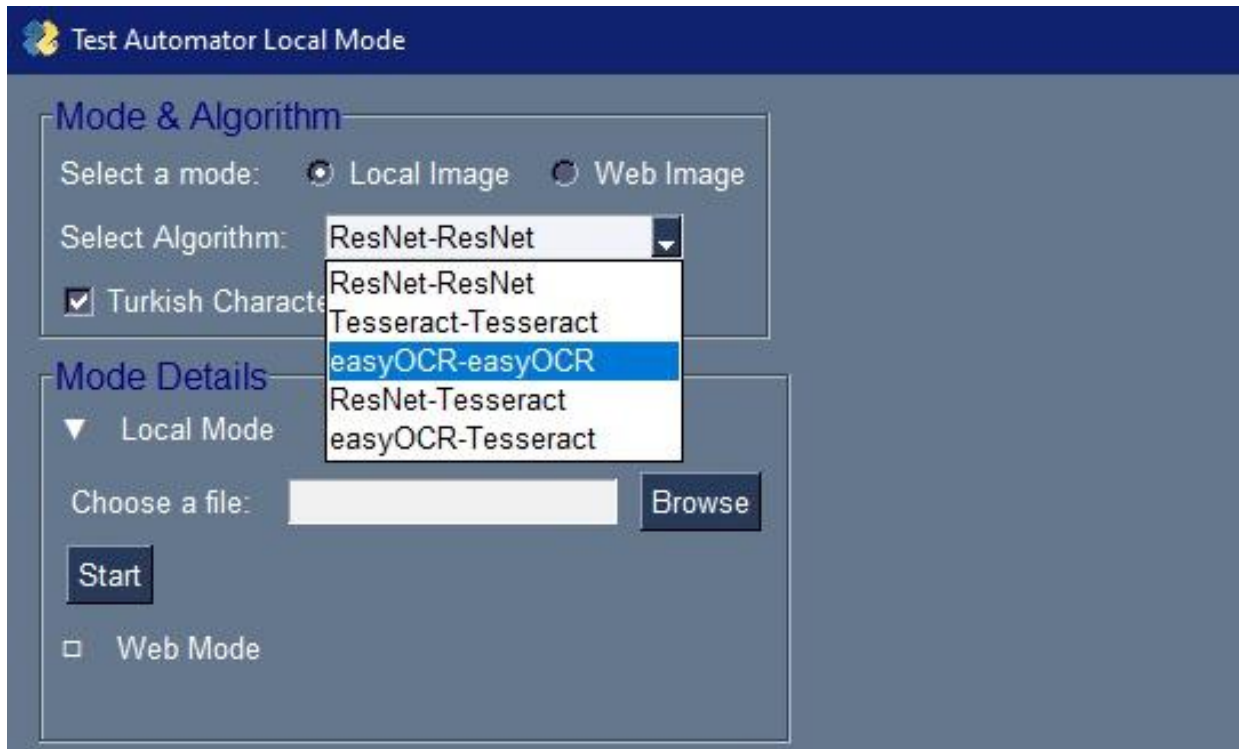 Test Automator Local Mode
Mode & Algorithm
Select a mode: Local Image Web Image
Select Algorithm: ResNet-ResNet
ResNet-ResNet
Turkish Characte
Tesseract-Tesseract
easyOCR-easyOCR
Mode Details
ResNet-Tesseract
Local Mode
easyOCR-Tesseract
Choose a file: Browse
Start
Web Mode